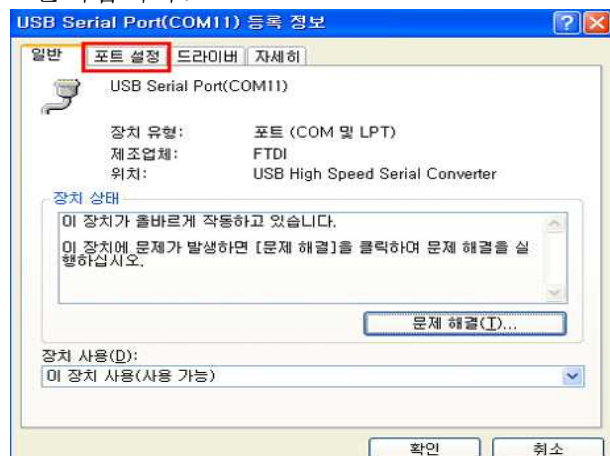 USB Serial Port(COM11) 등록 정보
일반 포트 설정 드라이버 자세히
USB Serial Port(COM11)
장치 유형: 포트 (COM 및 LPT)
제조업체: FTDI
위치: USB High Speed Serial Converter
장치 상태
이 장치가 올바르게 작동하고 있습니다.
이 장치에 문제가 발생하면 [문제 해결]을 클릭하여 문제 해결을 실
행하십시오.
문제 해결(T)...
장치 사용(D):
이 장치 사용(사용 가능)
확인 취소